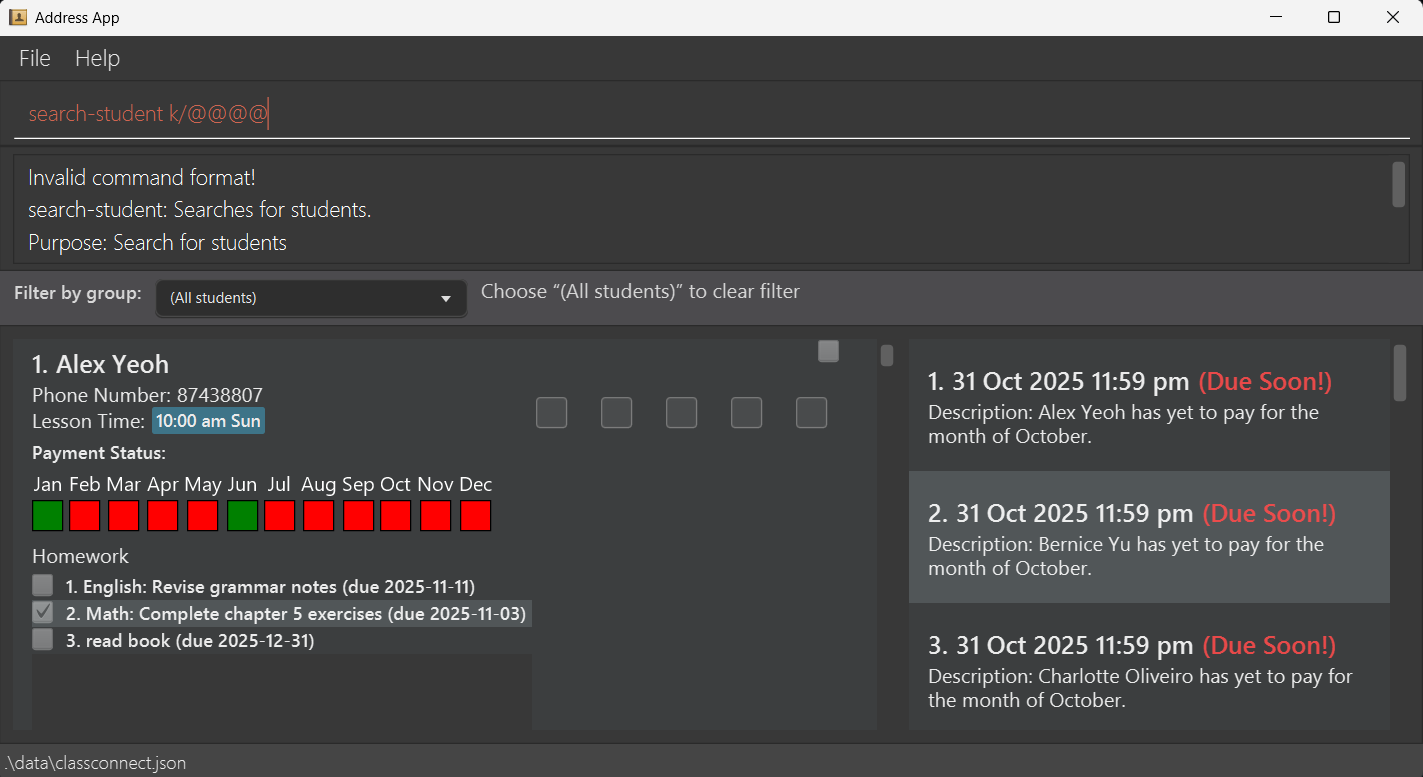 Address App
File Help
search-student k/@@@@
Invalid command format!
search-student: Searches for students.
Purpose: Search for students
Filter by group: (All students) Choose “(All students)” to clear filter
1. Alex Yeoh
Phone Number: 87438807
Lesson Time: 10:00 am Sun
Payment Status:
Jan Feb Mar Apr May Jun Jul Aug Sep Oct Nov Dec
Homework
1. English: Revise grammar notes (due 2025-11-11)
2. Math: Complete chapter 5 exercises (due 2025-11-03)
3. read book (due 2025-12-31)
1. 31 Oct 2025 11:59 pm (Due Soon!)
Description: Alex Yeoh has yet to pay for the
month of October.
2. 31 Oct 2025 11:59 pm (Due Soon!)
Description: Bernice Yu has yet to pay for the
month of October.
3. 31 Oct 2025 11:59 pm (Due Soon!)
Description: Charlotte Oliveiro has yet to pay for
the month of October.
.\data\classconnect.json